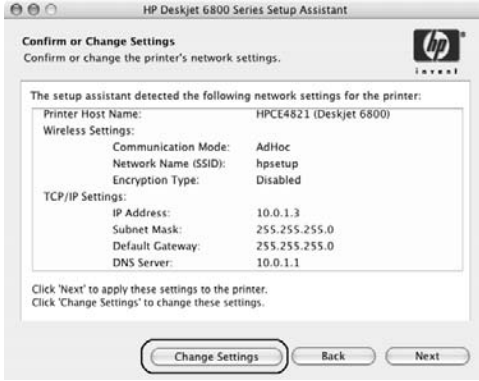 HP Deskjet 6800 Series Setup Assistant
Confirm or Change Settings
Confirm or change the printer's network settings.
hp
invent
The setup assistant detected the following network settings for the printer:
Printer Host Name: HPCE4821 (Deskjet 6800)
Wireless Settings:
Communication Mode: AdHoc
Network Name (SSID): hpsetup
Encryption Type: Disabled
TCP/IP Settings:
IP Address: 10.0.1.3
Subnet Mask: 255.255.255.0
Default Gateway: 255.255.255.0
DNS Server: 10.0.1.1
Click 'Next' to apply these settings to the printer.
Click 'Change Settings' to change these settings.
Change Settings Back Next